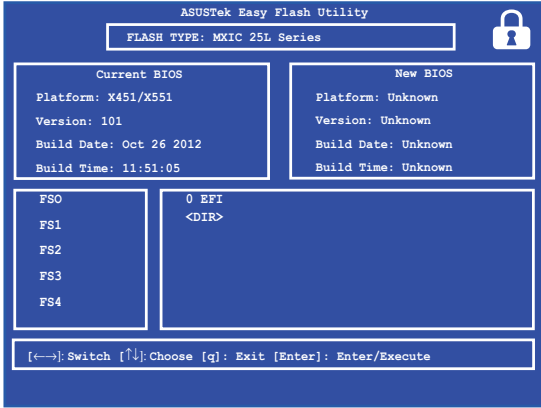 ASUSTek Easy Flash Utility
FLASH TYPE: MXIC 25L Series
Current BIOS
Platform: X451/X551
Version: 101
Build Date: Oct 26 2012
Build Time: 11:51:05
New BIOS
Platform: Unknown
Version: Unknown
Build Date: Unknown
Build Time: Unknown
FSO
FS1
FS2
FS3
FS4
0 EFI
<DIR>
[←→]: Switch [↑↓]: Choose [q]: Exit [Enter]: Enter/Execute